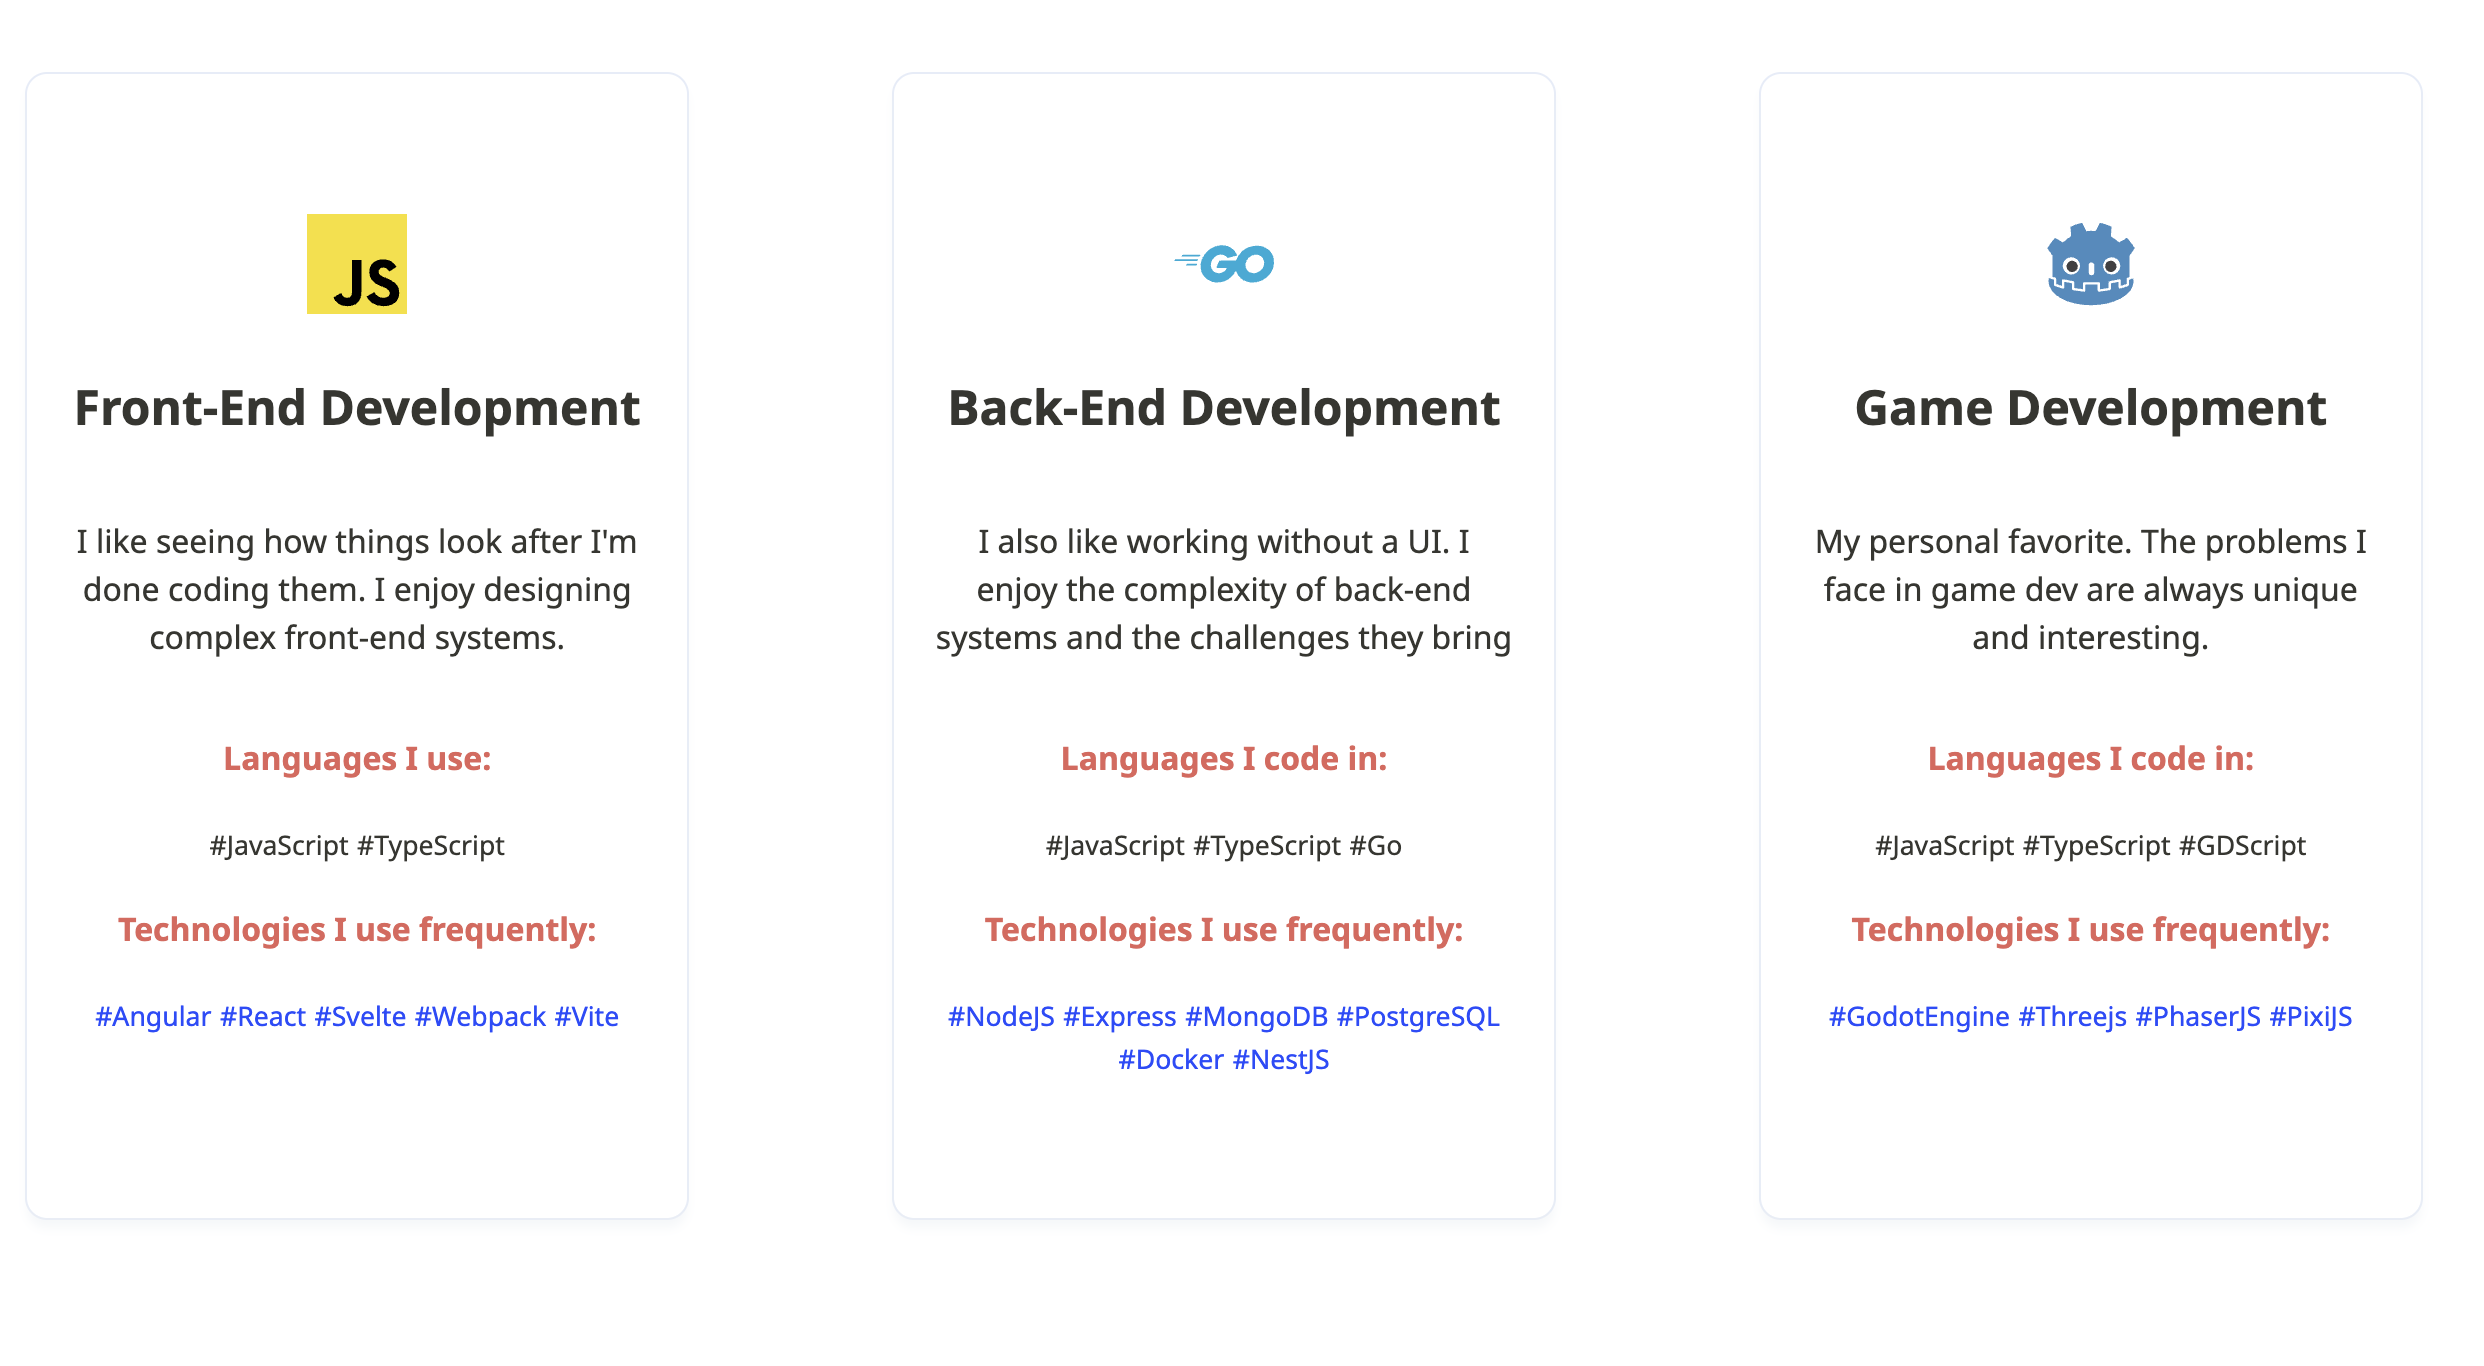 JS
Front-End Development
I like seeing how things look after I'm
done coding them. I enjoy designing
complex front-end systems.
Languages I use:
#JavaScript #TypeScript
Technologies I use frequently:
#Angular #React #Svelte #Webpack #Vite
GO
Back-End Development
I also like working without a UI. I
enjoy the complexity of back-end
systems and the challenges they bring
Languages I code in:
#JavaScript #TypeScript #Go
Technologies I use frequently:
#NodeJS #Express #MongoDB #PostgreSQL
#Docker #NestJS
Game Development
My personal favorite. The problems I
face in game dev are always unique
and interesting.
Languages I code in:
#JavaScript #TypeScript #GDScript
Technologies I use frequently:
#GodotEngine #Threejs #PhaserJS #PixiJS